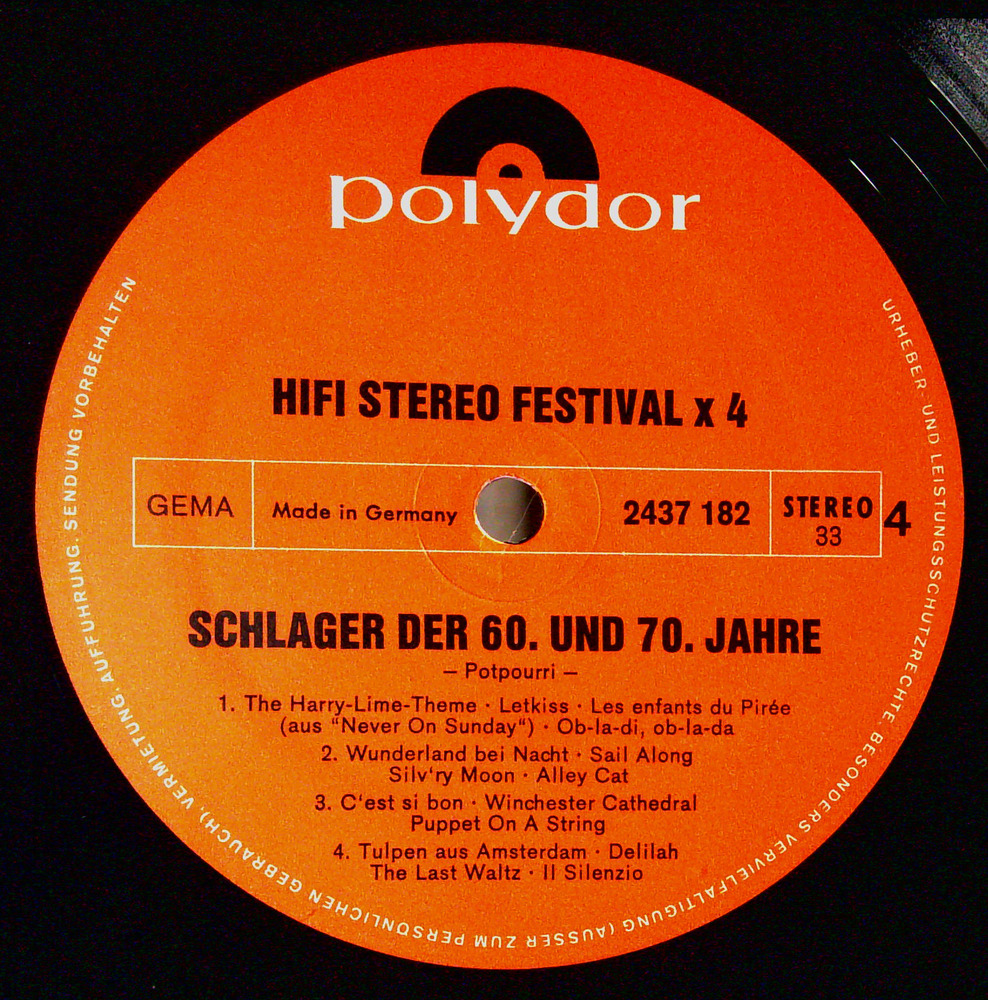 polydor
HIFI STEREO FESTIVAL x 4
GEMA
Made in Germany
2437 182
STEREO
33
4
SCHLAGER DER 60. UND 70. JAHRE
– Potpourri –
1. The Harry-Lime-Theme · Letkiss · Les enfants du Pirée
(aus "Never On Sunday") · Ob-la-di, ob-la-da
2. Wunderland bei Nacht · Sail Along
Silv'ry Moon · Alley Cat
3. C'est si bon · Winchester Cathedral
Puppet On A String
4. Tulpen aus Amsterdam · Delilah
The Last Waltz · Il Silenzio
URHEBER- UND LEISTUNGSSCHUTZRECHTE, BESONDERS VERVIELFÄLTIGUNG (AUSSER ZUM PERSÖNLICHEN GEBRAUCH), VERMIETUNG, AUFFÜHRUNG, SENDUNG VORBEHALTEN